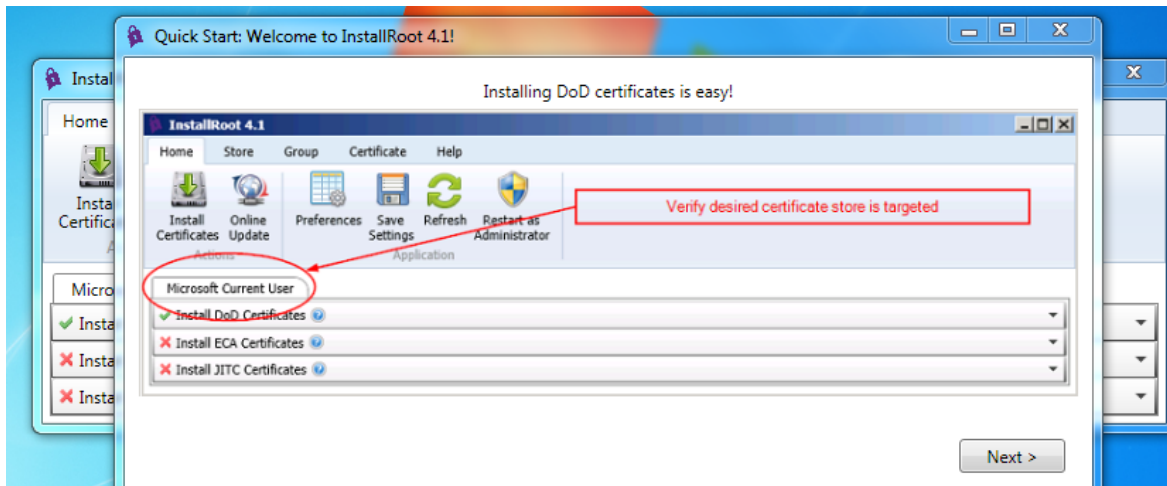 Quick Start: Welcome to InstallRoot 4.1!
Instal
Home
Insta
Certifica
A
Micro
Insta
Insta
Insta
Installing DoD certificates is easy!
InstallRoot 4.1
Home Store Group Certificate Help
Install Certificates
Online Update
Preferences
Save Settings
Refresh
Restart as Administrator
Actions
Application
Verify desired certificate store is targeted
Microsoft Current User
Install DoD Certificates
Install ECA Certificates
Install JITC Certificates
Next >